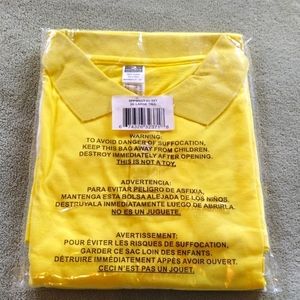 WARNING:
TO AVOID DANGER OF SUFFOCATION,
KEEP THIS BAG AWAY FROM CHILDREN.
DESTROY IMMEDIATELY AFTER OPENING.
THIS IS NOT A TOY.
ADVERTENCIA:
PARA EVITAR PELIGRO DE ASFIXIA,
MANTENGA ESTA BOLSA ALEJADA DE LOS NIÑOS.
DESTRUYALA INMEDIATAMENTE LUEGO DE ABRIRLA.
NO ES UN JUGUETE.
AVERTISSEMENT:
POUR ÉVITER LES RISQUES DE SUFFOCATION,
GARDER CE SAC LOIN DES ENFANTS.
DÉTRUIRE IMMÉDIATEMENT APPÈS AVOIR OUVERT.
CECI N'EST PAS UN JOUET.